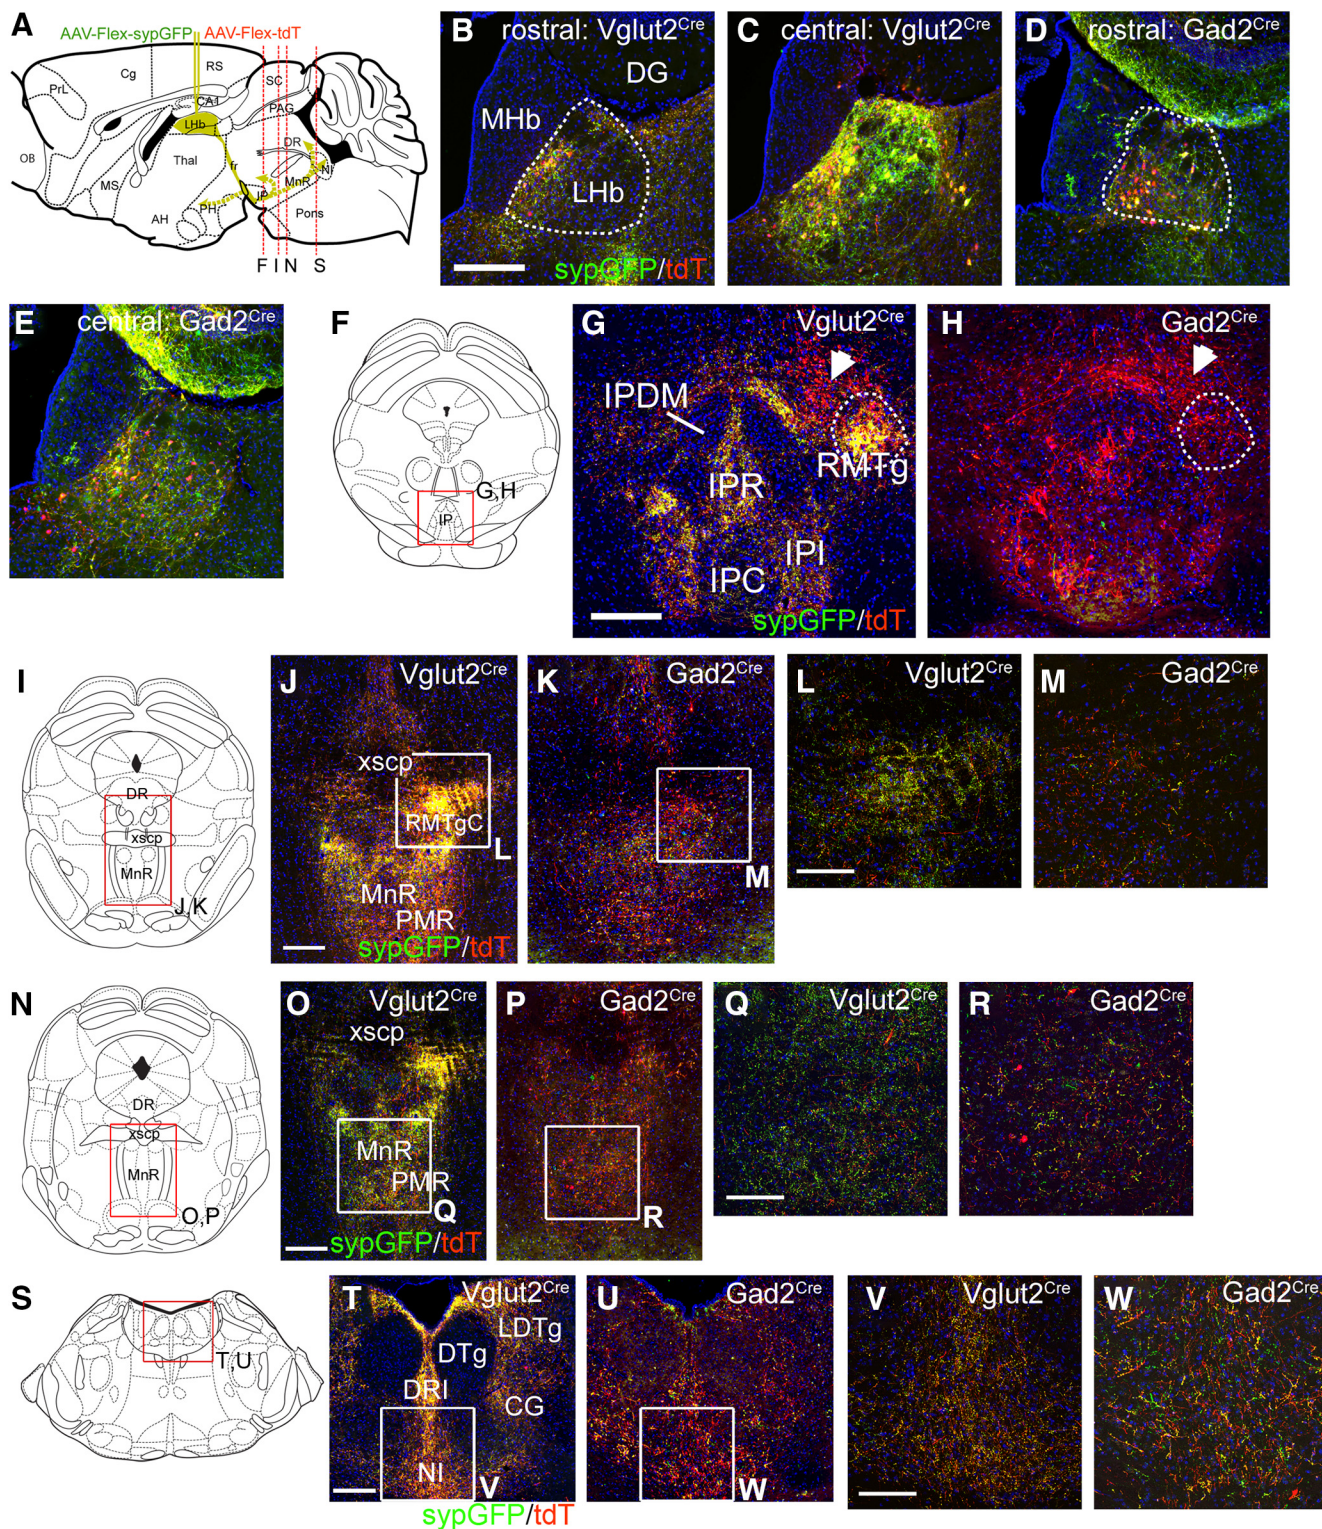 A
AAV-Flex-sypGFP AAV-Flex-tdT
Cg
RS
PrL
SC
CA1
PAG
LHb
OB
Thal
DR
fr
MnR
NI
MS
IP
PH
AH
Pons
F I N S
B rostral: Vglut2Cre
DG
MHb
LHb
sypGFP/tdT
C central: Vglut2Cre
D rostral: Gad2Cre
E central: Gad2Cre
F
IP
G,H
G Vglut2Cre
IPDM
RMTg
IPR
IPI
IPC
sypGFP/tdT
H Gad2Cre
I
DR
xscp
MnR
J,K
J Vglut2Cre
xscp
RMTgC
L
MnR
PMR
sypGFP/tdT
K Gad2Cre
M
L Vglut2Cre
M Gad2Cre
N
DR
xscp
MnR
O,P
O Vglut2Cre
xscp
MnR
PMR
Q
sypGFP/tdT
P Gad2Cre
R
Q Vglut2Cre
R Gad2Cre
S
T,U
T Vglut2Cre
LDTg
DTg
DRI
CG
NI
V
sypGFP/tdT
U Gad2Cre
W
V Vglut2Cre
W Gad2Cre